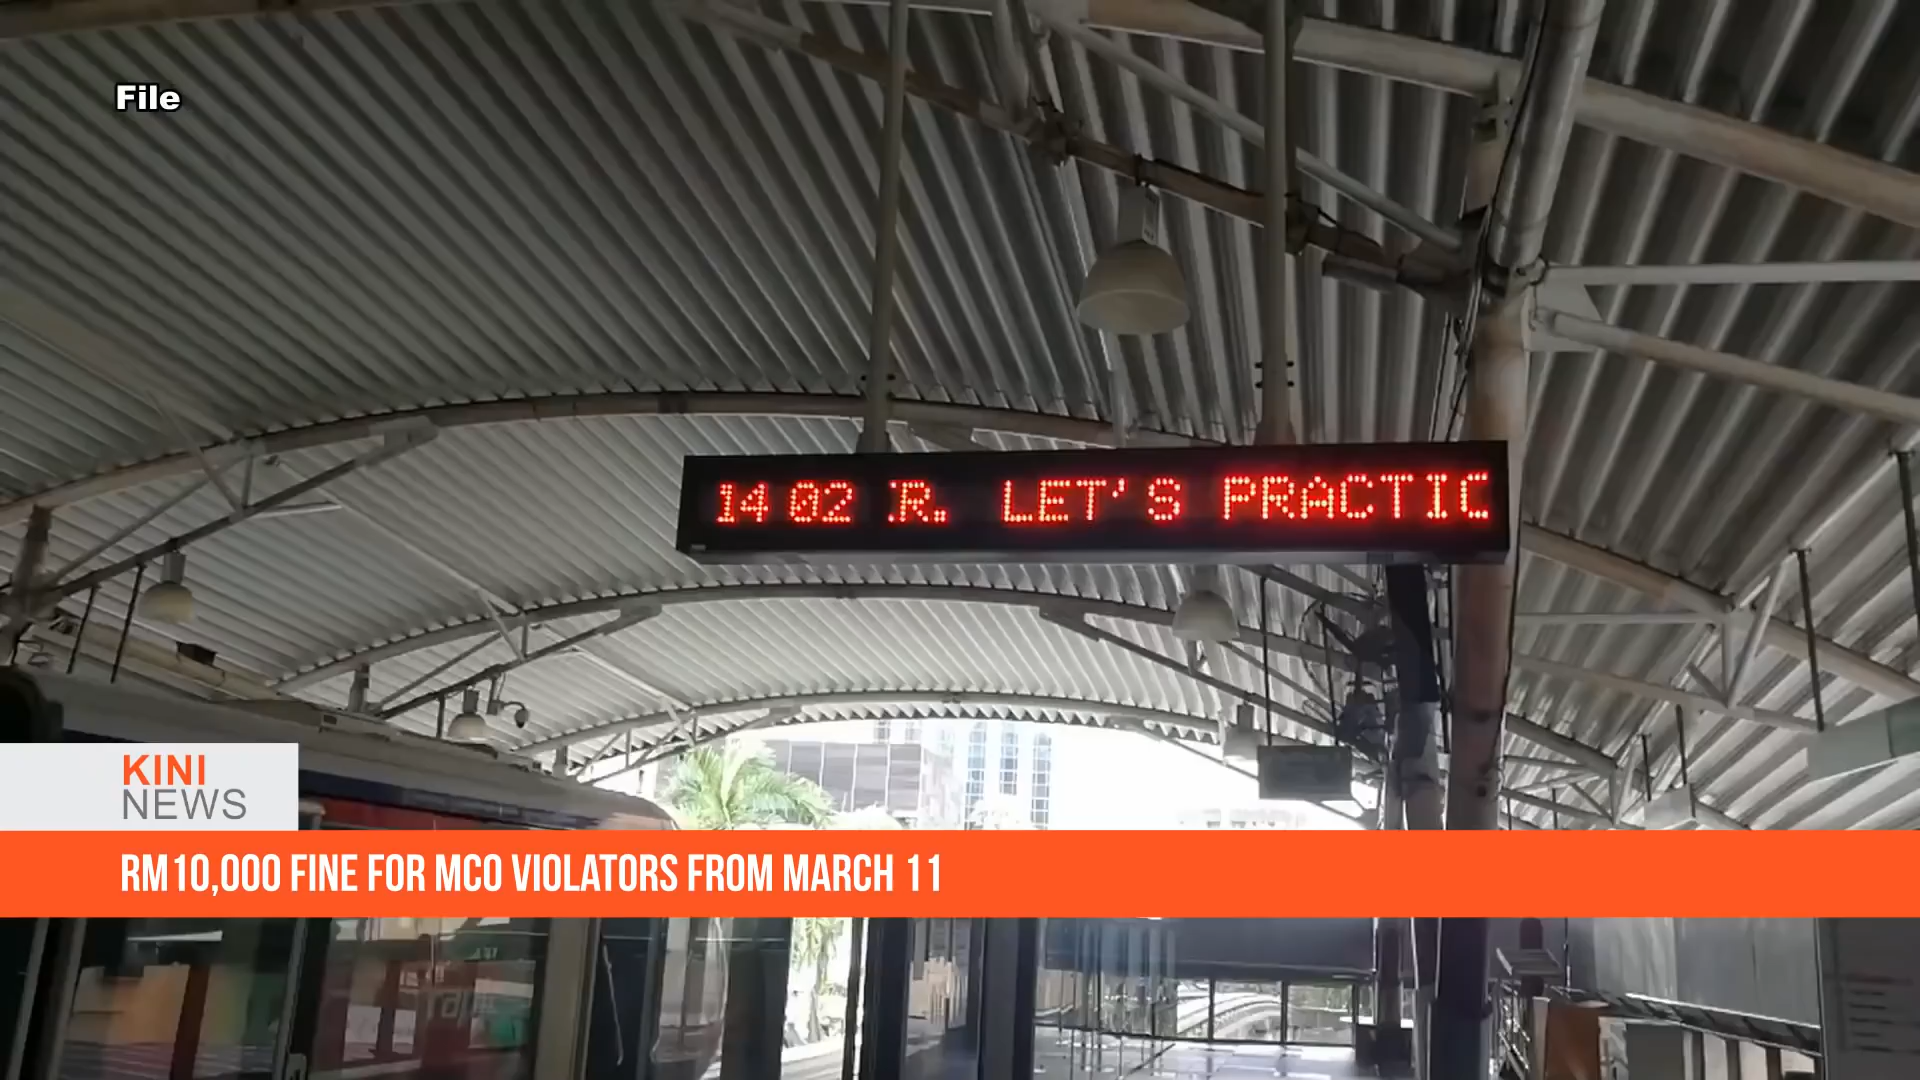 File
14 02 R. LET'S PRACTIC
KINI
NEWS
RM10,000 FINE FOR MCO VIOLATORS FROM MARCH 11